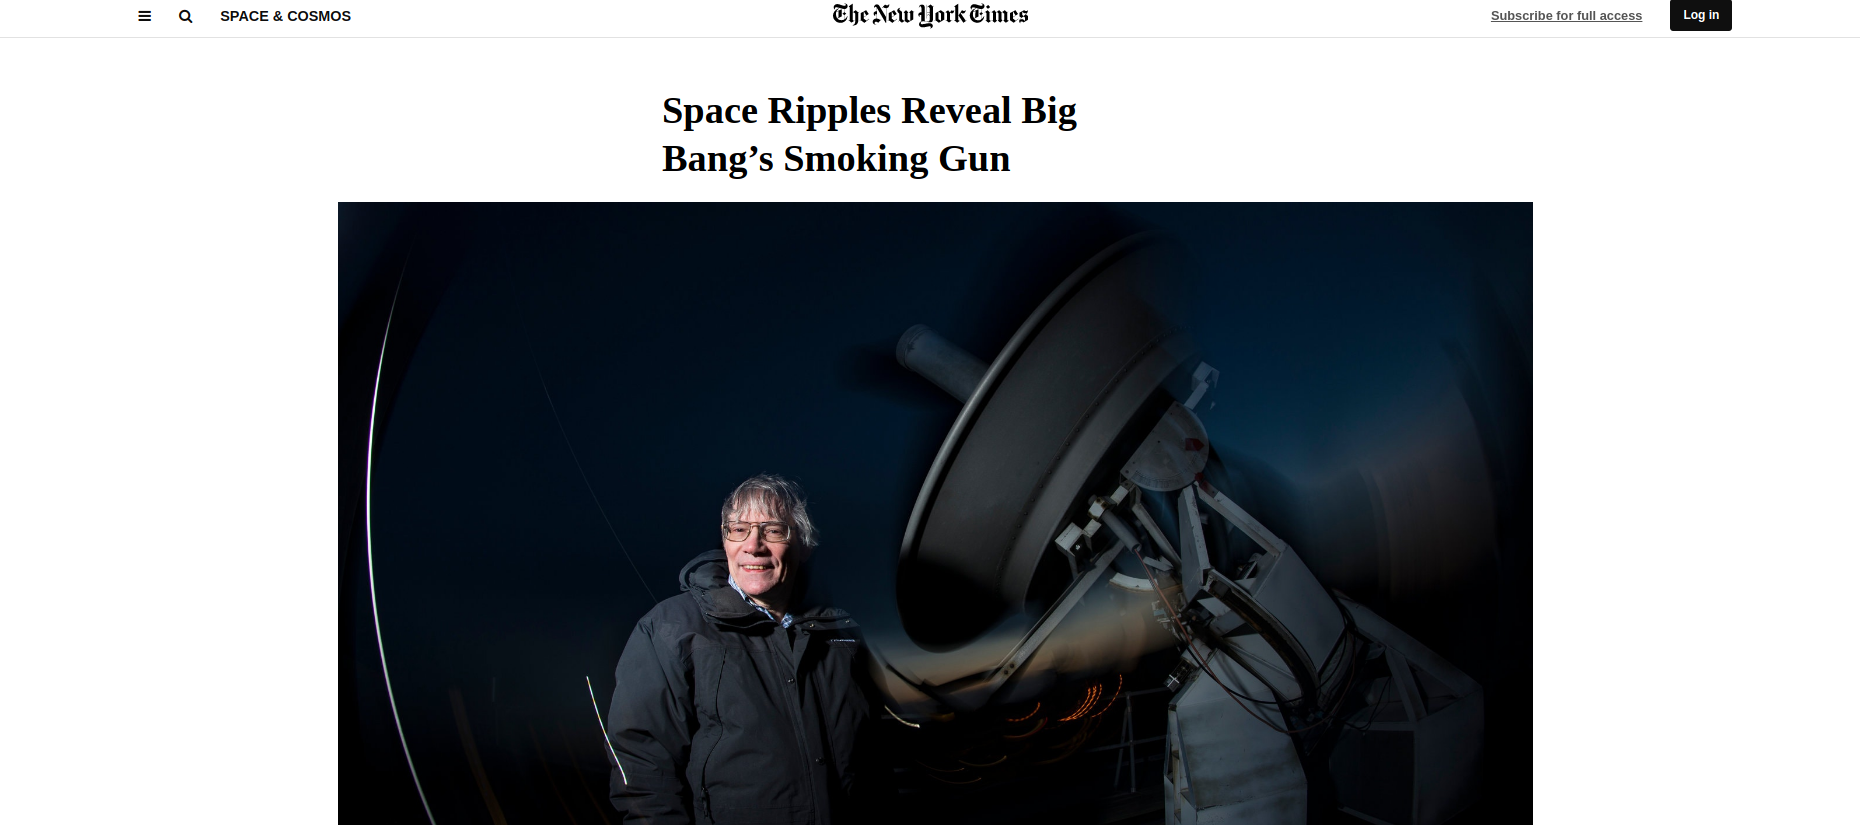 SPACE & COSMOS
The New York Times
Subscribe for full access
Log in
Space Ripples Reveal Big
Bang’s Smoking Gun